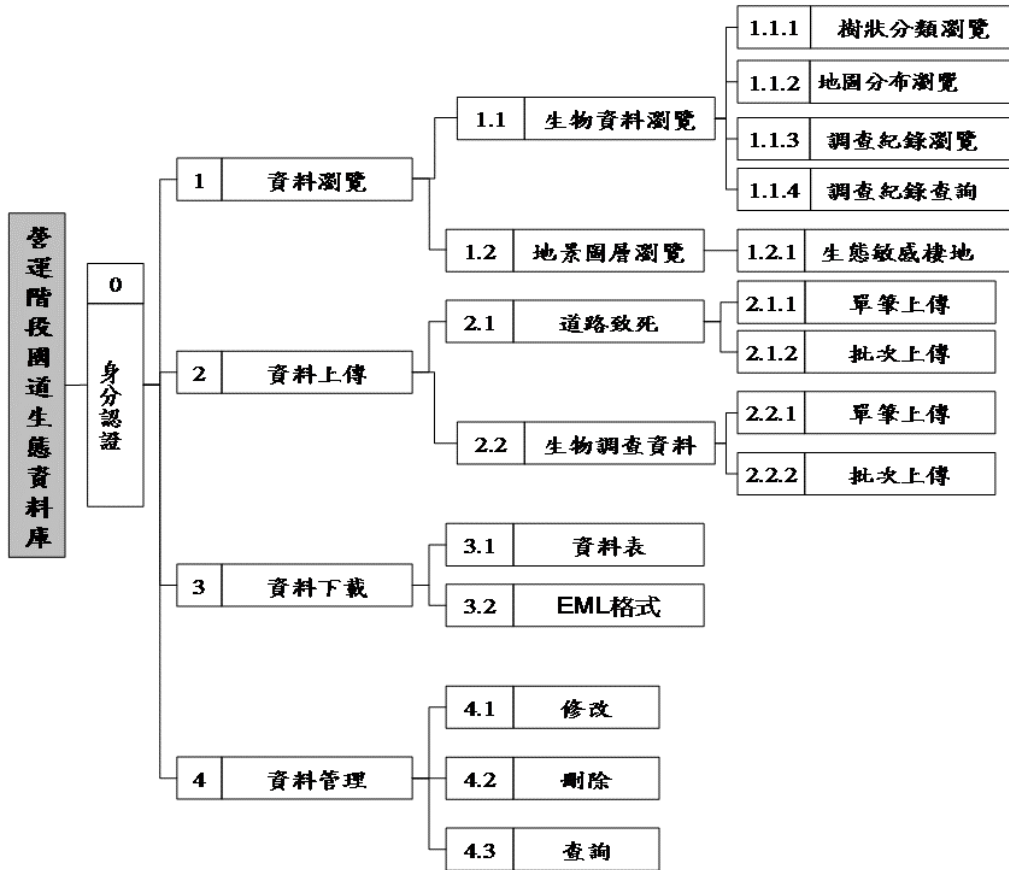 營運階段國道生態資料庫
0
身分認證
1 資料瀏覽
1.1 生物資料瀏覽
1.1.1 樹狀分類瀏覽
1.1.2 地圖分布瀏覽
1.1.3 調查紀錄瀏覽
1.1.4 調查紀錄查詢
1.2 地景圖層瀏覽
1.2.1 生態敏感棲地
2 資料上傳
2.1 道路致死
2.1.1 單筆上傳
2.1.2 批次上傳
2.2 生物調查資料
2.2.1 單筆上傳
2.2.2 批次上傳
3 資料下載
3.1 資料表
3.2 EML格式
4 資料管理
4.1 修改
4.2 刪除
4.3 查詢